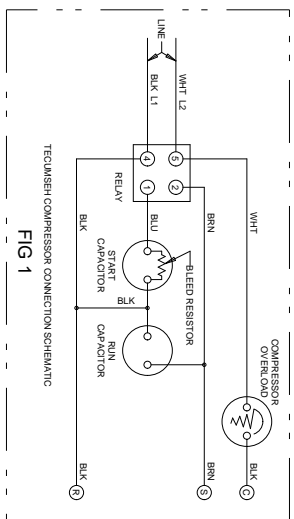 LINE
BLK L1
WHT L2
4
5
1
2
RELAY
WHT
BRN
BLU
BLK
BLEED RESISTOR
START
CAPACITOR
BLK
RUN
CAPACITOR
COMPRESSOR
OVERLOAD
BLK
C
BRN
S
BLK
R
TECUMSEH COMPRESSOR CONNECTION SCHEMATIC
FIG 1